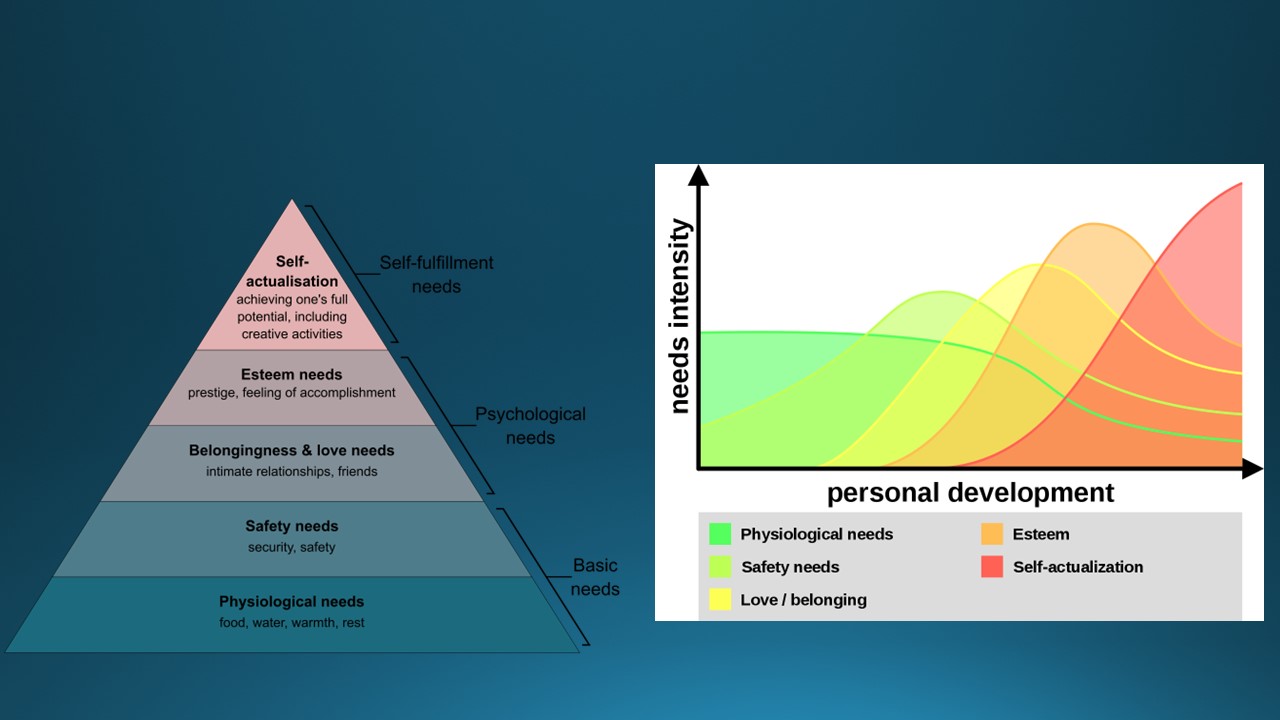 Self-
actualisation
achieving one's full
potential, including
creative activities
Esteem needs
prestige, feeling of accomplishment
Belongingness & love needs
intimate relationships, friends
Safety needs
security, safety
Physiological needs
food, water, warmth, rest
Self-fulfillment
needs
Psychological
needs
Basic
needs
needs intensity
personal development
Physiological needs
Safety needs
Love / belonging
Esteem
Self-actualization